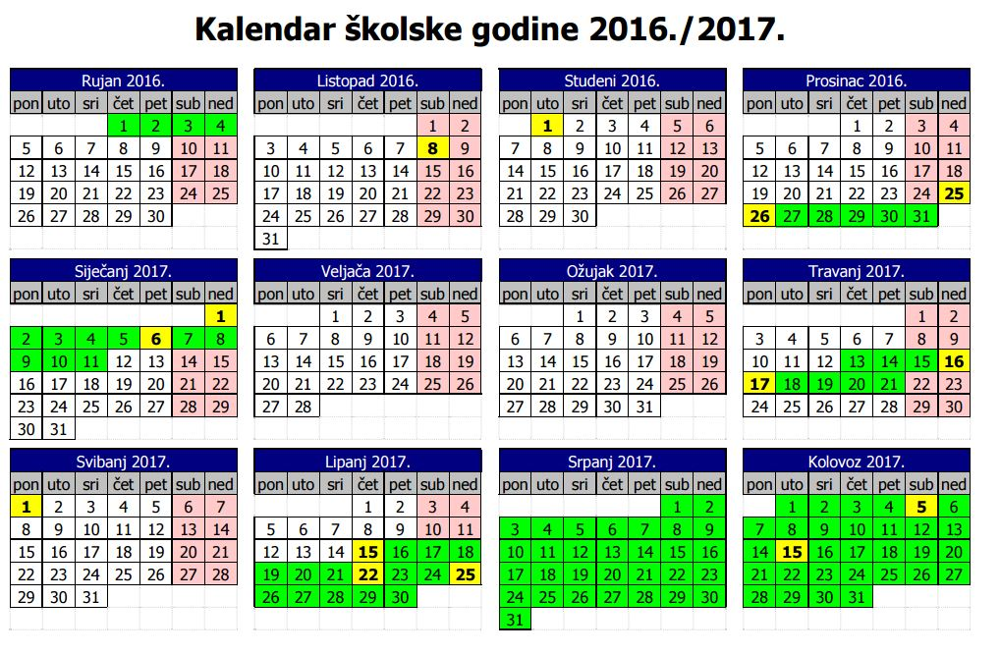 Kalendar školske godine 2016./2017.
Rujan 2016. Listopad 2016. Studeni 2016. Prosinac 2016.
pon uto sri čet pet sub ned pon uto sri čet pet sub ned pon uto sri čet pet sub ned pon uto sri čet pet sub ned
1 2 3 4 1 2 1 2 3 4 5 6 1 2 3 4
5 6 7 8 9 10 11 3 4 5 6 7 8 9 7 8 9 10 11 12 13 5 6 7 8 9 10 11
12 13 14 15 16 17 18 10 11 12 13 14 15 16 14 15 16 17 18 19 20 12 13 14 15 16 17 18
19 20 21 22 23 24 25 17 18 19 20 21 22 23 21 22 23 24 25 26 27 19 20 21 22 23 24 25
26 27 28 29 30 24 25 26 27 28 29 30 28 29 30 26 27 28 29 30 31
31
Siječanj 2017. Veljača 2017. Ožujak 2017. Travanj 2017.
pon uto sri čet pet sub ned pon uto sri čet pet sub ned pon uto sri čet pet sub ned pon uto sri čet pet sub ned
1 1 2 3 4 5 1 2 3 4 5 1 2
2 3 4 5 6 7 8 6 7 8 9 10 11 12 6 7 8 9 10 11 12 3 4 5 6 7 8 9
9 10 11 12 13 14 15 13 14 15 16 17 18 19 13 14 15 16 17 18 19 10 11 12 13 14 15 16
16 17 18 19 20 21 22 20 21 22 23 24 25 26 20 21 22 23 24 25 26 17 18 19 20 21 22 23
23 24 25 26 27 28 29 27 28 27 28 29 30 31 24 25 26 27 28 29 30
30 31
Svibanj 2017. Lipanj 2017. Srpanj 2017. Kolovoz 2017.
pon uto sri čet pet sub ned pon uto sri čet pet sub ned pon uto sri čet pet sub ned pon uto sri čet pet sub ned
1 2 3 4 5 6 7 1 2 3 4 1 2 1 2 3 4 5 6
8 9 10 11 12 13 14 5 6 7 8 9 10 11 3 4 5 6 7 8 9 7 8 9 10 11 12 13
15 16 17 18 19 20 21 12 13 14 15 16 17 18 10 11 12 13 14 15 16 14 15 16 17 18 19 20
22 23 24 25 26 27 28 19 20 21 22 23 24 25 17 18 19 20 21 22 23 21 22 23 24 25 26 27
29 30 31 26 27 28 29 30 24 25 26 27 28 29 30 28 29 30 31
31